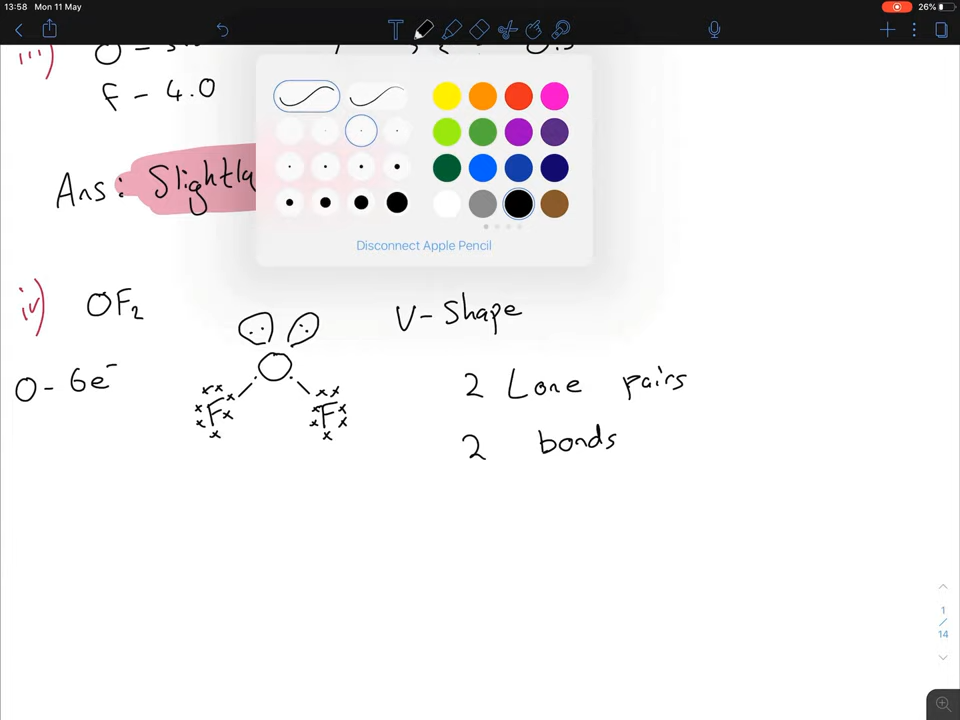 13:58 Mon 11 May
26%
T
iii)
F - 4.0
Ans: Slightly
Disconnect Apple Pencil
iv) OF₂
V-Shape
O - 6e⁻
2 Lone pairs
F F
2 bonds
1
/
14